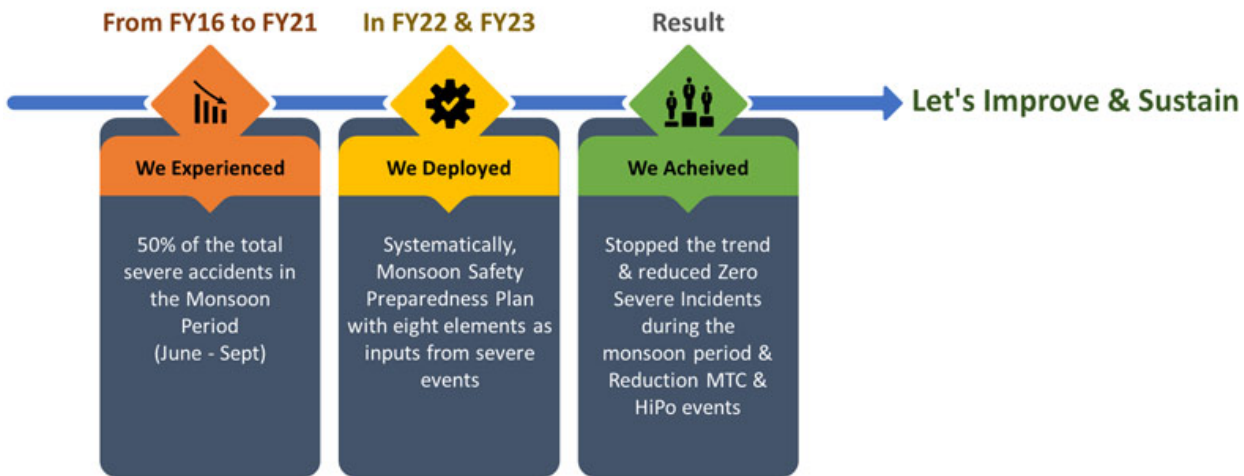 From FY16 to FY21
In FY22 & FY23
Result
Let's Improve & Sustain
We Experienced
50% of the total
severe accidents in
the Monsoon
Period
(June - Sept)
We Deployed
Systematically,
Monsoon Safety
Preparedness Plan
with eight elements as
inputs from severe
events
We Acheived
Stopped the trend
& reduced Zero
Severe Incidents
during the
monsoon period &
Reduction MTC &
HiPo events